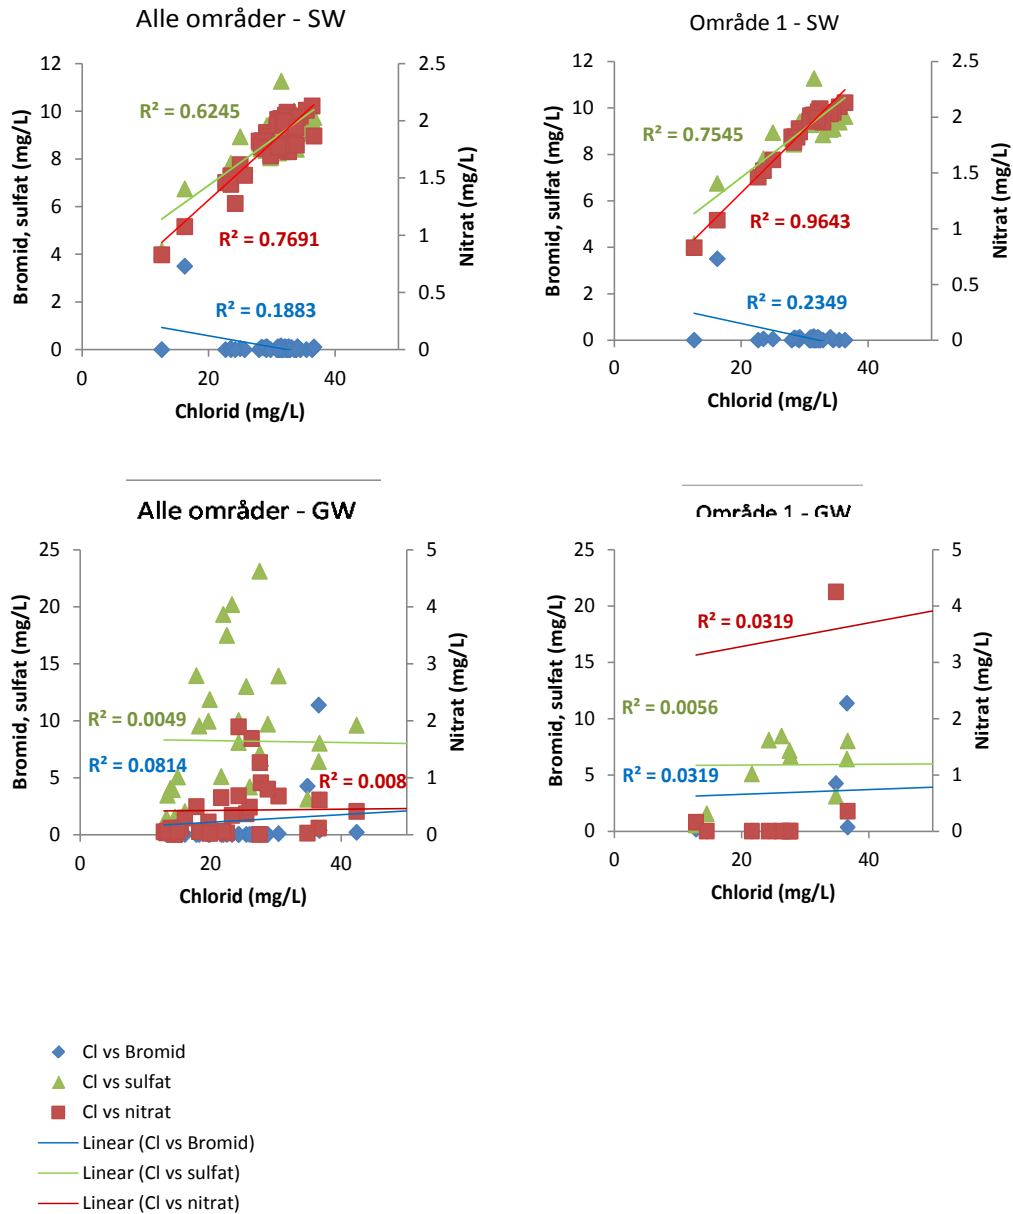 Alle områder - SW
12
10
8
6
4
2
0
2.5
2
1.5
1
0.5
0
0
20
40
R² = 0.6245
R² = 0.7691
R² = 0.1883
Bromid, sulfat (mg/L)
Nitrat (mg/L)
Chlorid (mg/L)
Område 1 - SW
12
10
8
6
4
2
0
2.5
2
1.5
1
0.5
0
0
20
40
R² = 0.7545
R² = 0.9643
R² = 0.2349
Bromid, sulfat (mg/L)
Nitrat (mg/L)
Chlorid (mg/L)
Alle områder - GW
25
20
15
10
5
0
5
4
3
2
1
0
0
20
40
R² = 0.0049
R² = 0.0814
R² = 0.008
Bromid, sulfat (mg/L)
Nitrat (mg/L)
Chlorid (mg/L)
Område 1 - GW
25
20
15
10
5
0
5
4
3
2
1
0
0
20
40
R² = 0.0319
R² = 0.0056
R² = 0.0319
Bromid, sulfat (mg/L)
Nitrat (mg/L)
Chlorid (mg/L)
Cl vs Bromid
Cl vs sulfat
Cl vs nitrat
Linear (Cl vs Bromid)
Linear (Cl vs sulfat)
Linear (Cl vs nitrat)